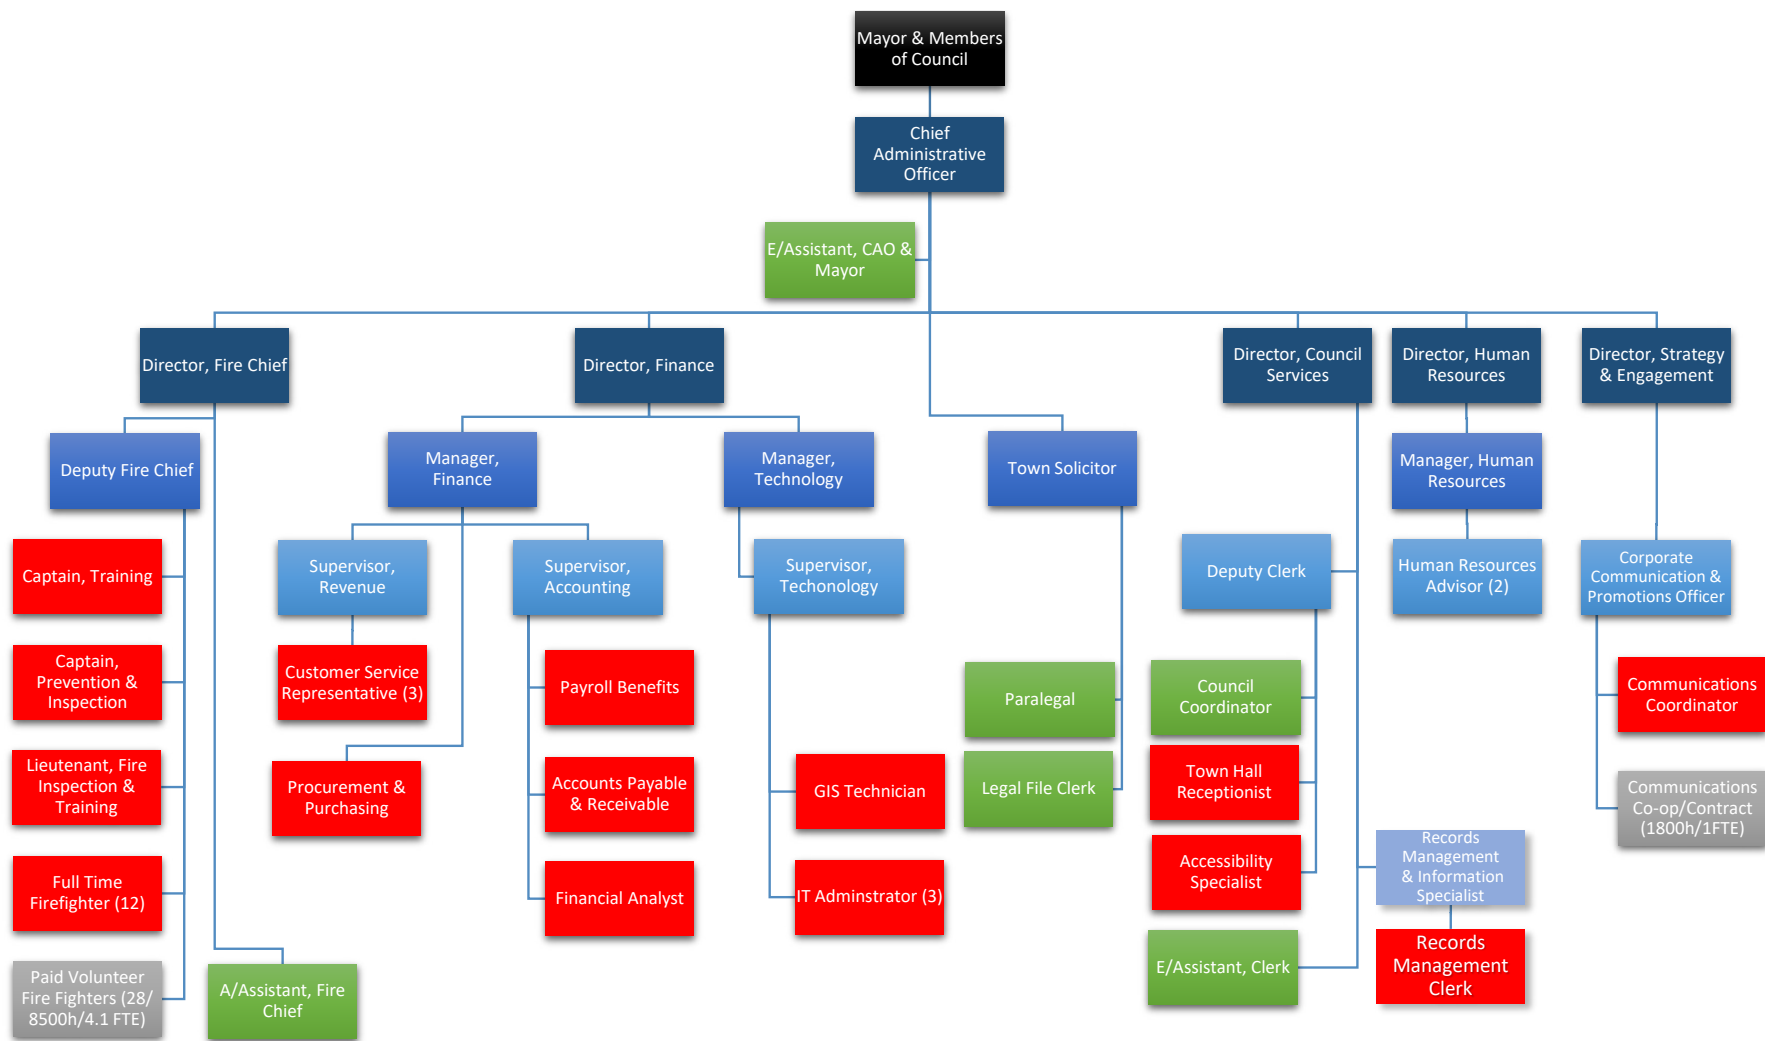 Mayor & Members
of Council
Chief
Administrative
Officer
E/Assistant, CAO &
Mayor
Director, Fire Chief
Director, Finance
Director, Council
Services
Director, Human
Resources
Director, Strategy
& Engagement
Deputy Fire Chief
Manager,
Finance
Manager,
Technology
Town Solicitor
Manager, Human
Resources
Captain, Training
Supervisor,
Revenue
Supervisor,
Accounting
Supervisor,
Techonology
Deputy Clerk
Human Resources
Advisor (2)
Corporate
Communication &
Promotions Officer
Captain,
Prevention &
Inspection
Customer Service
Representative (3)
Payroll Benefits
Paralegal
Council
Coordinator
Communications
Coordinator
Lieutenant, Fire
Inspection &
Training
Procurement &
Purchasing
Accounts Payable
& Receivable
GIS Technician
Legal File Clerk
Town Hall
Receptionist
Communications
Co-op/Contract
(1800h/1FTE)
Full Time
Firefighter (12)
Financial Analyst
IT Adminstrator (3)
Accessibility
Specialist
Records
Management
& Information
Specialist
Paid Volunteer
Fire Fighters (28/
8500h/4.1 FTE)
A/Assistant, Fire
Chief
E/Assistant, Clerk
Records
Management
Clerk